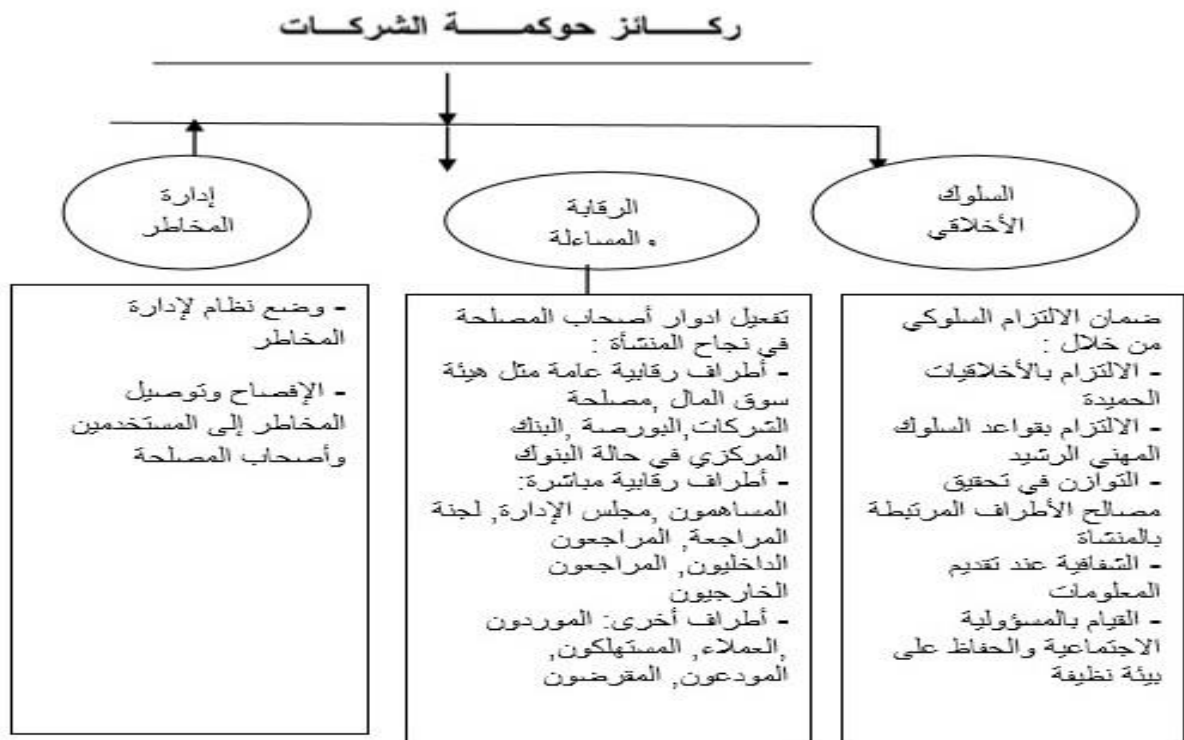 ركــــائز حوكمـــــة الشركـــات
السلوك
الأخلاقي
الرقابة
والمساءلة
إدارة
المخاطر
ضمان الالتزام السلوكي
من خلال :
- الالتزام بالأخلاقيات
الحميدة
- الالتزام بقواعد السلوك
المهني الرشيد
- التوازن في تحقيق
مصالح الأطراف المرتبطة
بالمنشاة
- الشفافية عند تقديم
المعلومات
- القيام بالمسؤولية
الاجتماعية والحفاظ على
بيئة نظيفة
تفعيل ادوار أصحاب المصلحة
في نجاح المنشأة :
- أطراف رقابية عامة مثل هيئة
سوق المال ,مصلحة
الشركات,البورصة ,البنك
المركزي في حالة البنوك
- أطراف رقابية مباشرة:
المساهمون ,مجلس الإدارة, لجنة
المراجعة, المراجعون
الداخليون, المراجعون
الخارجيون
- أطراف أخرى: الموردون
,العملاء, المستهلكون,
المودعون, المقرضون
- وضع نظام لإدارة
المخاطر
- الإفصاح وتوصيل
المخاطر إلى المستخدمين
وأصحاب المصلحة